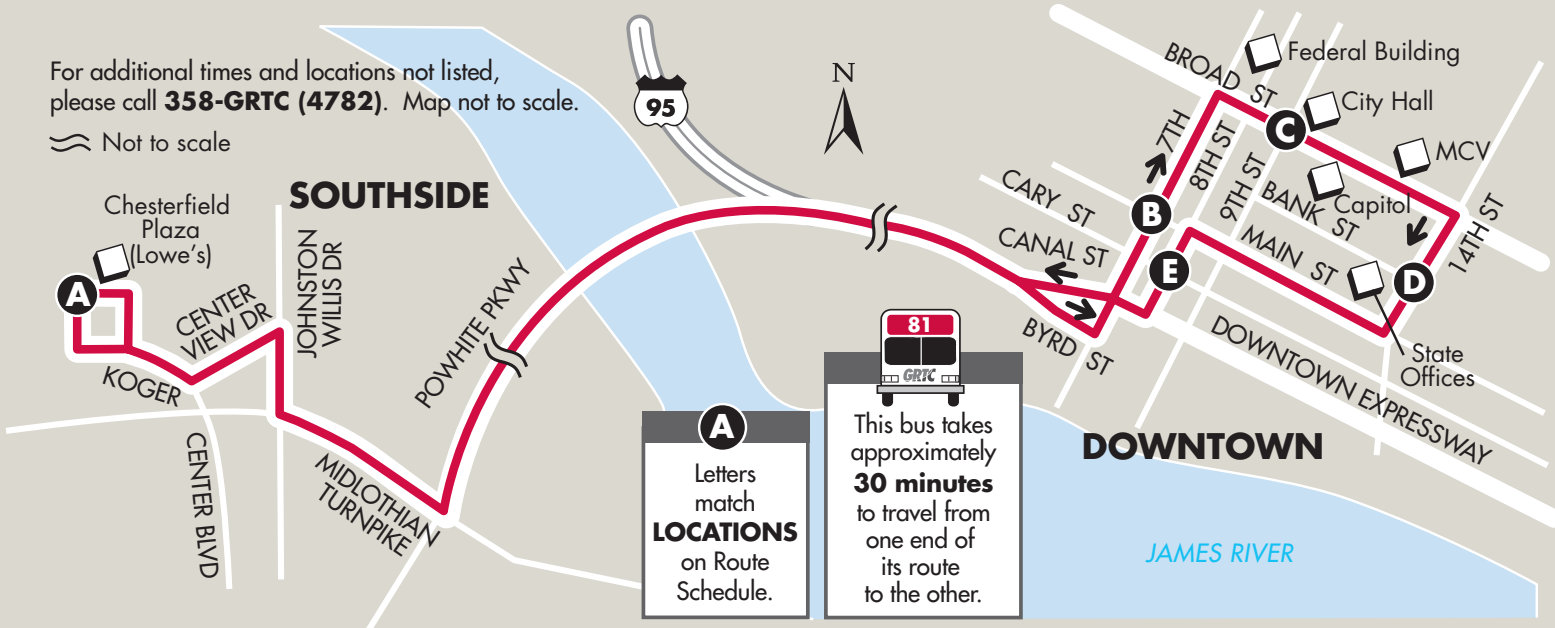 For additional times and locations not listed,
please call 358-GRTC (4782). Map not to scale.
Not to scale
SOUTHSIDE
Chesterfield
Plaza
(Lowe's)
A
KOGER
CENTER
VIEW DR
JOHNSTON
WILLIS DR
CENTER BLVD
MIDLOTHIAN
TURNPIKE
POWHITE PKWY
95
N
A
Letters
match
LOCATIONS
on Route
Schedule.
81
GRTC
This bus takes
approximately
30 minutes
to travel from
one end of
its route
to the other.
BROAD ST
Federal Building
City Hall
C
MCV
7TH
8TH ST
9TH ST
BANK ST
Capitol
14TH ST
CARY ST
CANAL ST
B
E
MAIN ST
D
BYRD ST
State
Offices
DOWNTOWN EXPRESSWAY
DOWNTOWN
JAMES RIVER